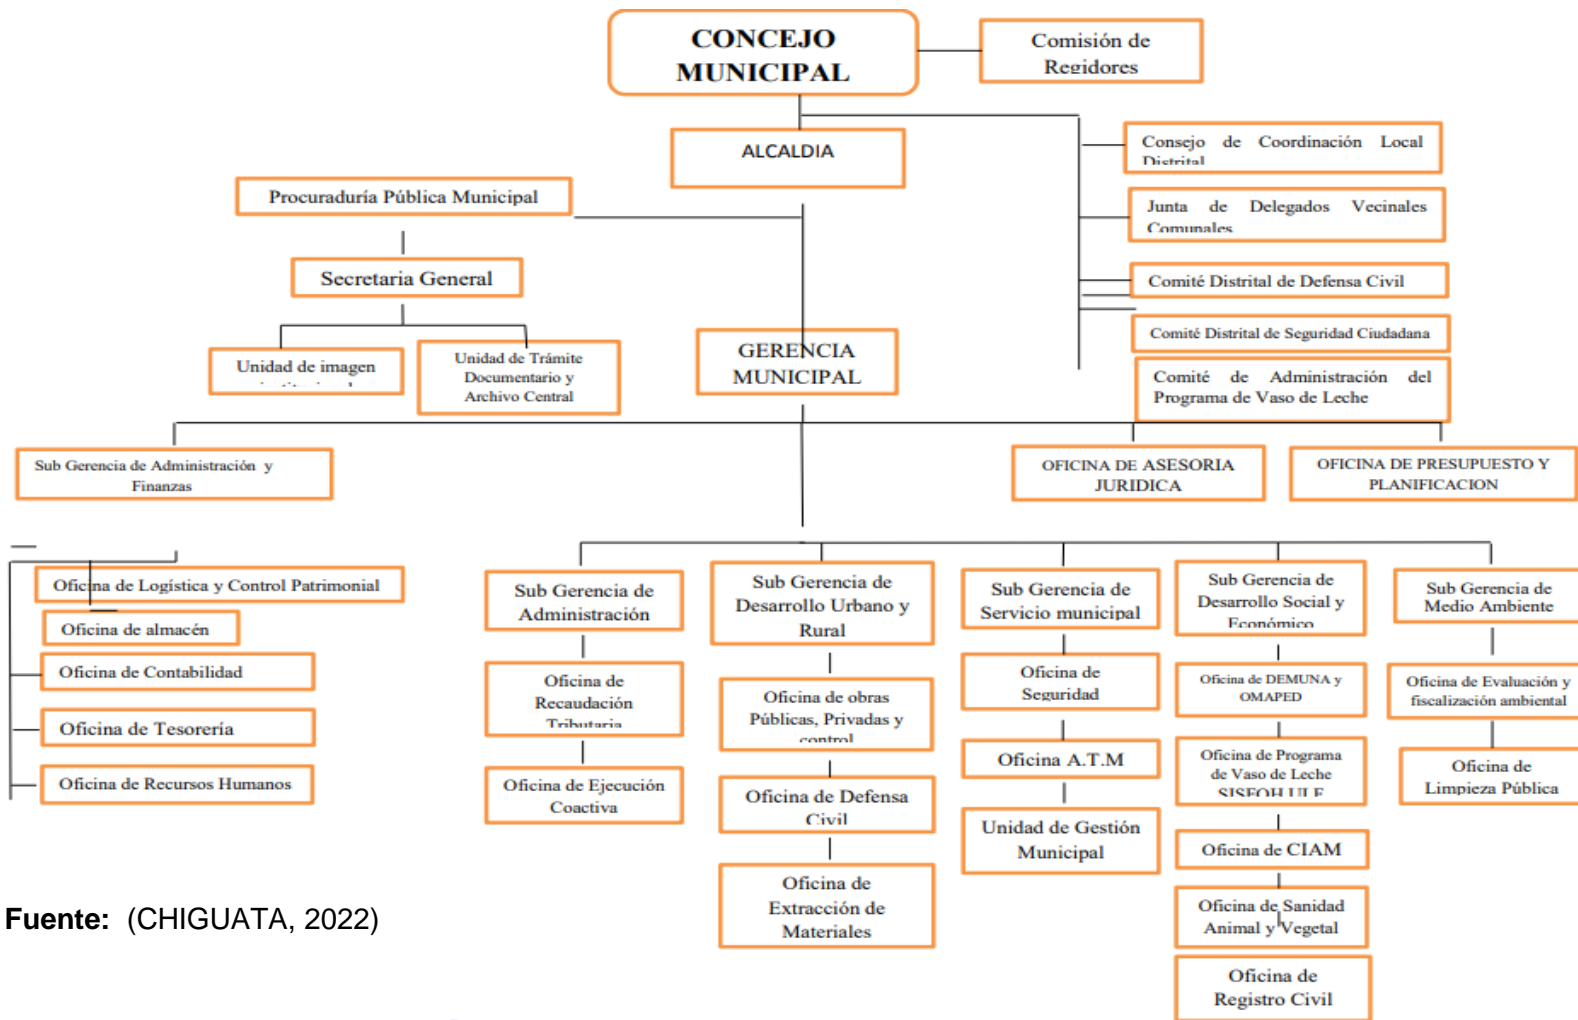 CONCEJO
MUNICIPAL
Comisión de
Regidores
ALCALDIA
Consejo de Coordinación Local
Distrital
Procuraduría Pública Municipal
Junta de Delegados Vecinales
Comunales
Secretaria General
Comité Distrital de Defensa Civil
Comité Distrital de Seguridad Ciudadana
Unidad de imagen
Unidad de Trámite
Documentario y
Archivo Central
GERENCIA
MUNICIPAL
Comité de Administración del
Programa de Vaso de Leche
Sub Gerencia de Administración y
Finanzas
OFICINA DE ASESORIA
JURIDICA
OFICINA DE PRESUPUESTO Y
PLANIFICACION
Oficina de Logística y Control Patrimonial
Oficina de almacén
Oficina de Contabilidad
Oficina de Tesorería
Oficina de Recursos Humanos
Sub Gerencia de
Administración
Oficina de
Recaudación
Tributaria
Oficina de Ejecución
Coactiva
Sub Gerencia de
Desarrollo Urbano y
Rural
Oficina de obras
Públicas, Privadas y
control
Oficina de Defensa
Civil
Oficina de
Extracción de
Materiales
Sub Gerencia de
Servicio municipal
Oficina de
Seguridad
Oficina A.T.M
Unidad de Gestión
Municipal
Sub Gerencia de
Desarrollo Social y
Económico
Oficina de DEMUNA y
OMAPED
Oficina de Programa
de Vaso de Leche
SISFOH ULF
Oficina de CIAM
Oficina de Sanidad
Animal y Vegetal
Oficina de
Registro Civil
Sub Gerencia de
Medio Ambiente
Oficina de Evaluación y
fiscalización ambiental
Oficina de
Limpieza Pública
Fuente: (CHIGUATA, 2022)